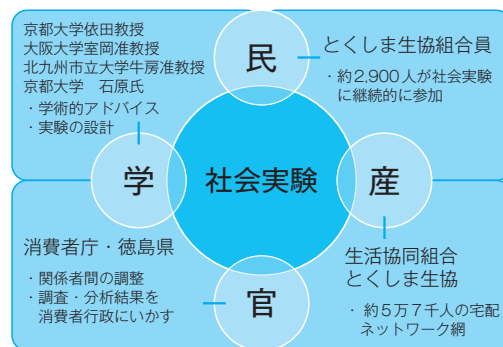 京都大学依田教授
大阪大学室岡准教授
北九州市立大学牛房准教授
京都大学　石原氏
・学術的アドバイス
・実験の設計
民
とくしま生協組合員
・約2,900人が社会実験
に継続的に参加
学
社会実験
産
消費者庁・徳島県
・関係者間の調整
・調査・分析結果を
消費者行政にいかす
官
生活協同組合
とくしま生協
・約5万7千人の宅配
ネットワーク網